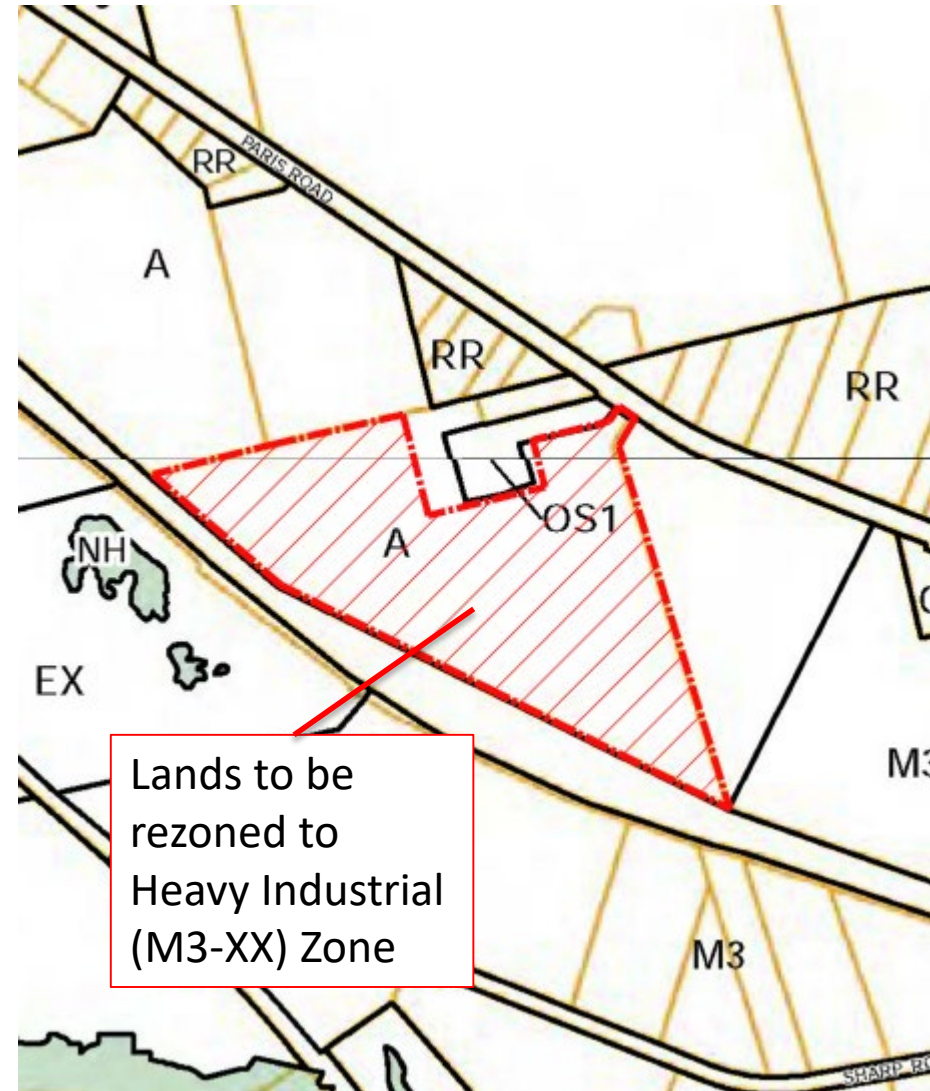 PARIS ROAD
RR
A
RR
RR
OS1
A
NH
EX
M3
Lands to be
rezoned to
Heavy Industrial
(M3-XX) Zone
M3
SHARP